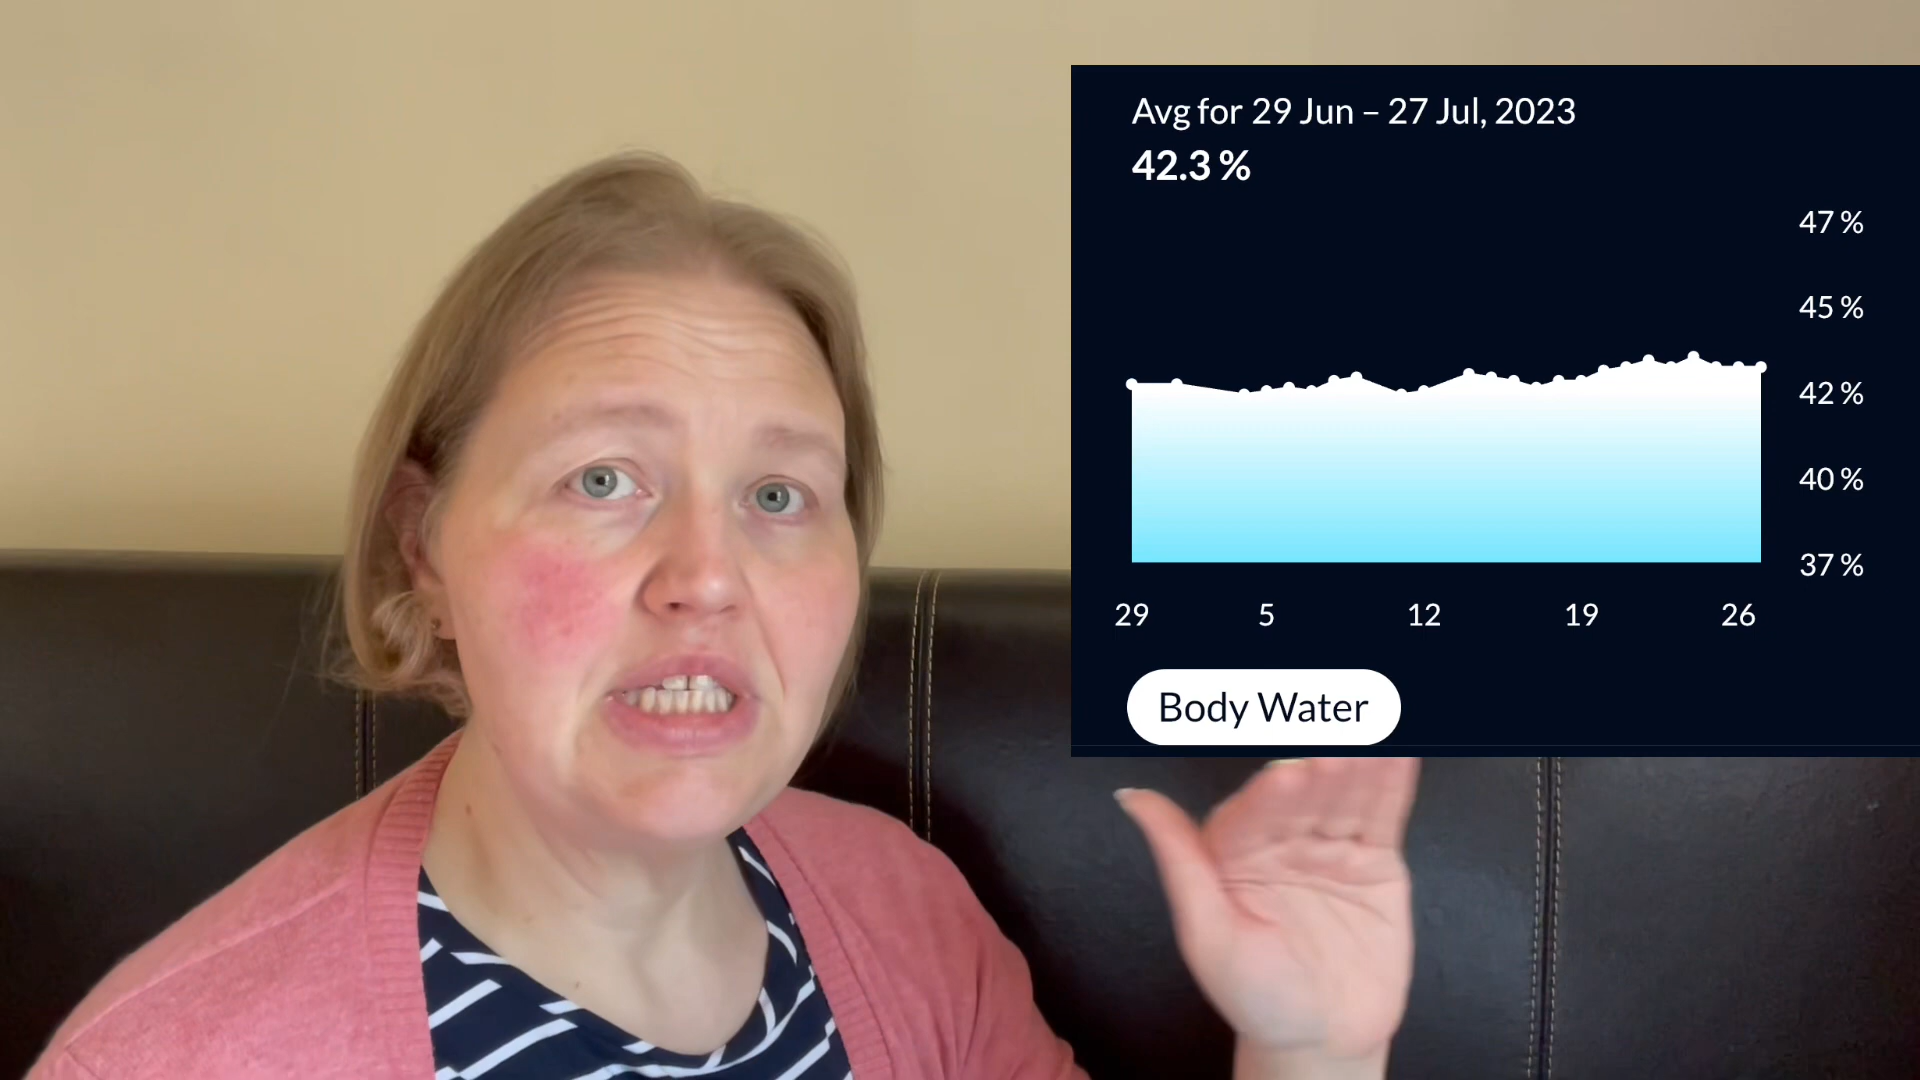 Avg for 29 Jun – 27 Jul, 2023
42.3 %
47 %
45 %
42 %
40 %
37 %
29 5 12 19 26
Body Water